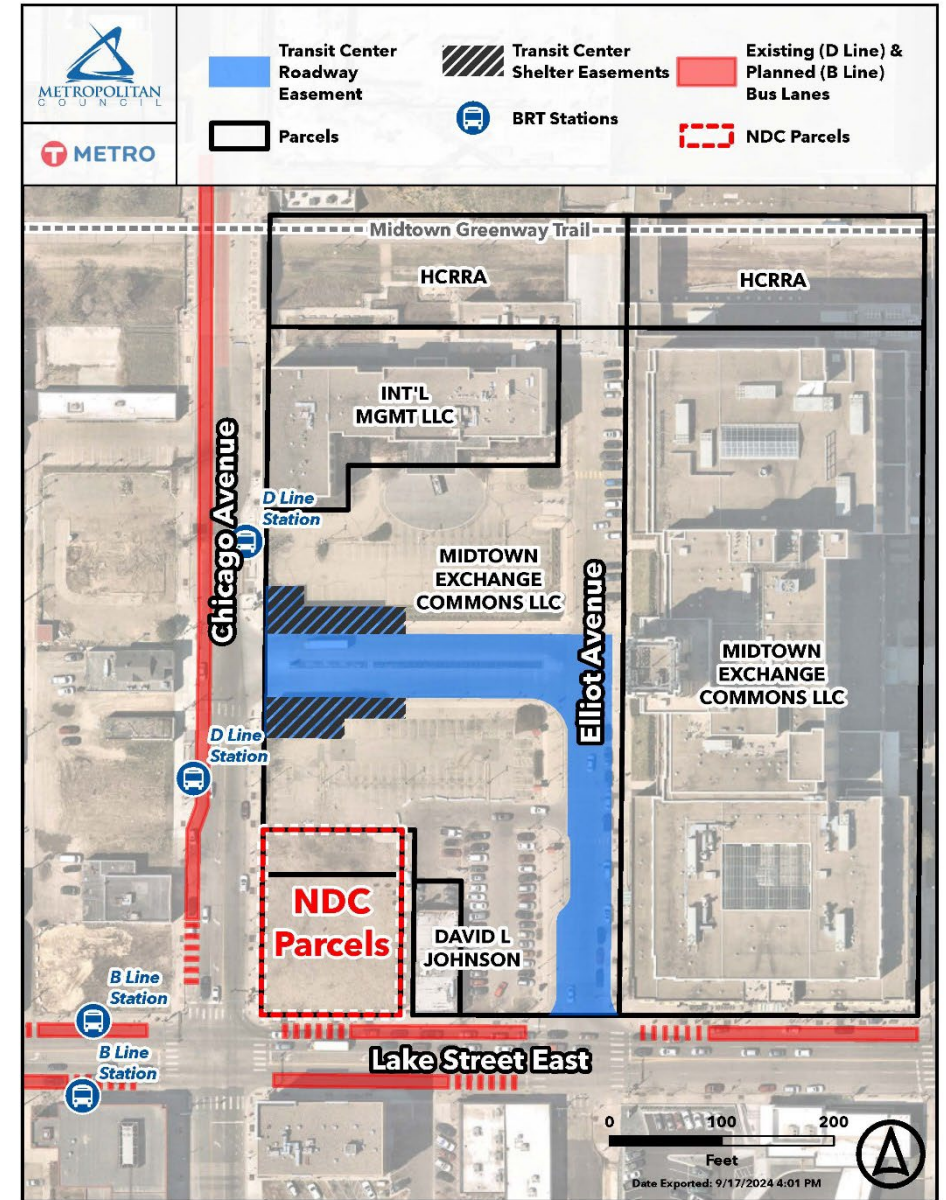 METROPOLITAN
COUNCIL
T METRO
Transit Center
Roadway
Easement
Parcels
Transit Center
Shelter Easements
BRT Stations
Existing (D Line) &
Planned (B Line)
Bus Lanes
NDC Parcels
Midtown Greenway Trail
HCRRA
HCRRA
INT'L
MGMT LLC
Chicago Avenue
D Line
Station
MIDTOWN
EXCHANGE
COMMONS LLC
Elliot Avenue
MIDTOWN
EXCHANGE
COMMONS LLC
D Line
Station
NDC
Parcels
DAVID L
JOHNSON
B Line
Station
B Line
Station
Lake Street East
0 100 200
Feet
Date Exported: 9/17/2024 4:01 PM